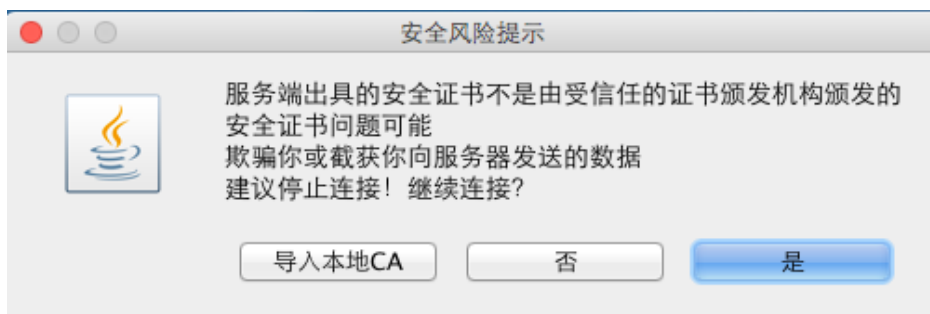 安全风险提示
服务端出具的安全证书不是由受信任的证书颁发机构颁发的
安全证书问题可能
欺骗你或截获你向服务器发送的数据
建议停止连接！继续连接？
导入本地CA 否 是